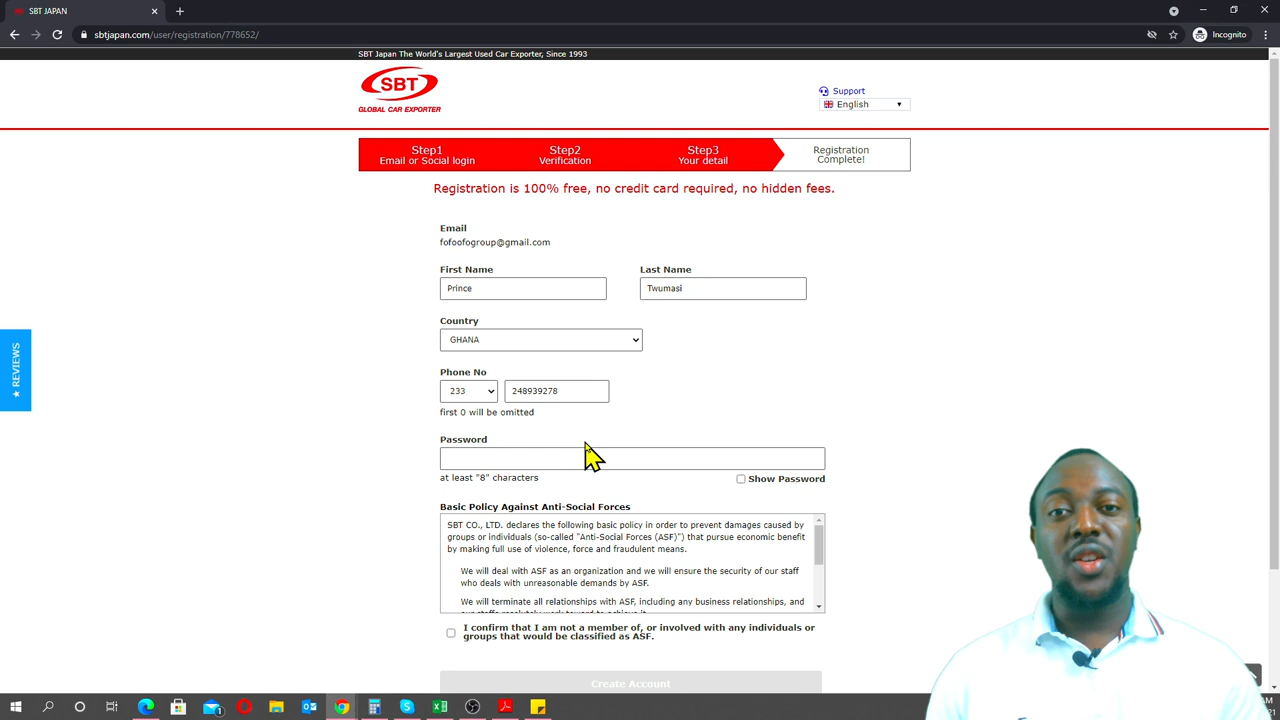 SBT JAPAN
sbtjapan.com/user/registration/778652/
Incognito
SBT Japan The World's Largest Used Car Exporter, Since 1993
SBT
GLOBAL CAR EXPORTER
Support
English
Step1
Email or Social login
Step2
Verification
Step3
Your detail
Registration
Complete!
Registration is 100% free, no credit card required, no hidden fees.
Email
fofoofogroup@gmail.com
First Name
Last Name
Prince
Twumasi
Country
GHANA
★ REVIEWS
Phone No
233
248939278
first 0 will be omitted
Password
at least "8" characters
Show Password
Basic Policy Against Anti-Social Forces
SBT CO., LTD. declares the following basic policy in order to prevent damages caused by
groups or individuals (so-called "Anti-Social Forces (ASF)") that pursue economic benefit
by making full use of violence, force and fraudulent means.
We will deal with ASF as an organization and we will ensure the security of our staff
who deals with unreasonable demands by ASF.
We will terminate all relationships with ASF, including any business relationships, and
I confirm that I am not a member of, or involved with any individuals or
groups that would be classified as ASF.
Create Account